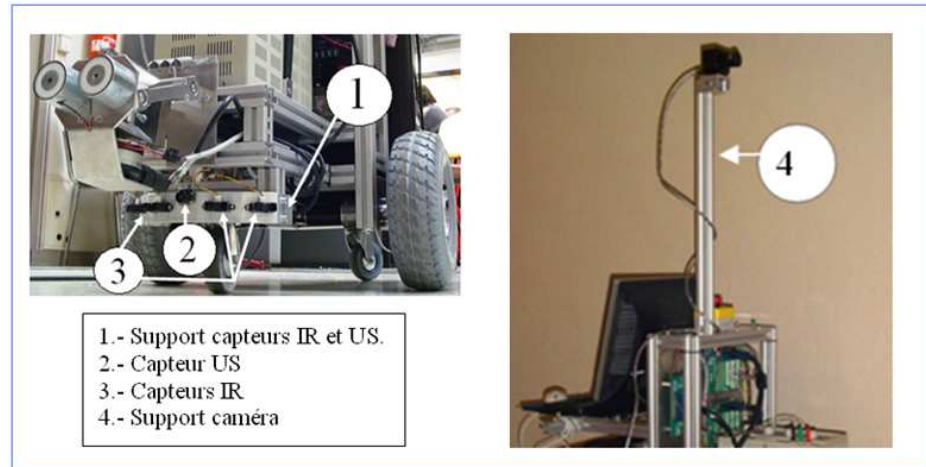 1
2
3
4
1.- Support capteurs IR et US.
2.- Capteur US
3.- Capteurs IR
4.- Support caméra